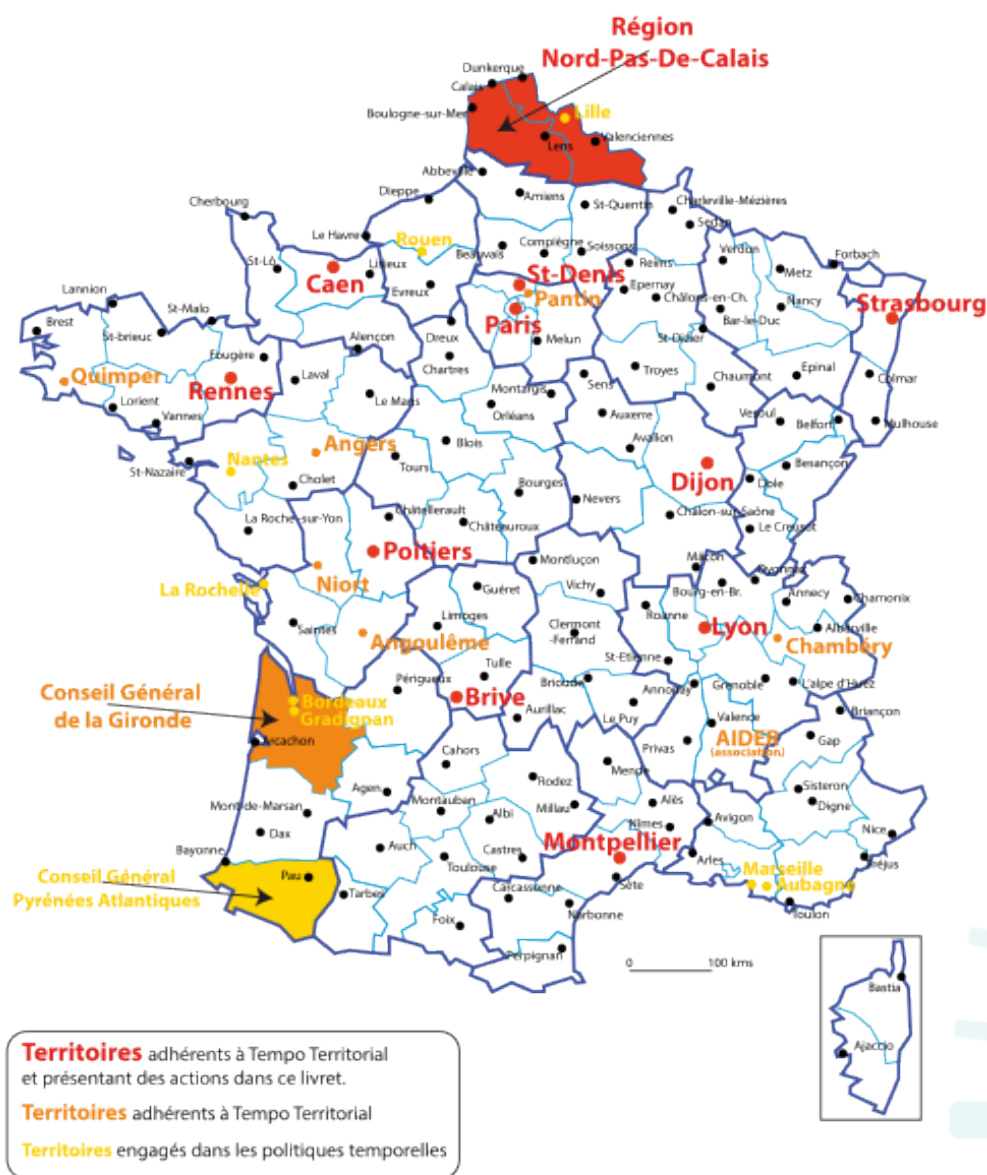 Région
Nord-Pas-De-Calais
Dunkerque
Calais
Boulogne-sur-Mer
Lille
Valenciennes
Lens
Abbeville
Amiens
Dieppe
Charleville-Mézières
St-Quentin
Sedan
Cherbourg
Le Havre
Rouen
Beauvais
Compiègne
Soissons
Reims
Verdon
Forbach
Metz
St-Lô
Lisieux
Caen
Evreux
St-Denis
Pantin
Epernay
Châlons-en-Ch.
Nancy
Strasbourg
Paris
Bar-le-Duc
Lannion
St-Malo
Brest
St-brieuc
Fougère
Alençon
Dreux
Melun
St-Dizier
Chartres
Troyes
Chaumont
Epinal
Colmar
Quimper
Rennes
Laval
Le Mans
Montargis
Sens
Orléans
Lorient
Vannes
Auxerre
Vesoul
Belfort
Mulhouse
Angers
Blois
Avallon
Nantes
St-Nazaire
Tours
Cholet
Bourges
Nevers
Dijon
Besançon
Dole
La Roche-sur-Yon
Châtellerault
Châteauroux
Châlon-sur-Saône
Le Creusot
Poitiers
Montluçon
Mâcon
Oyonnax
La Rochelle
Niort
Guéret
Vichy
Bourg-en-Br.
Annecy
Chamonix
Saintes
Angoulême
Limoges
Clermont
-Ferrand
Roanne
Lyon
Albertville
Chambéry
Conseil Général
de la Gironde
Bordeaux
Gradignan
Périgueux
Tulle
Brive
St-Etienne
Brioude
Annonay
Grenoble
L'alpe d'Huez
Aurillac
Le Puy
Valence
Briançon
Arcachon
Cahors
Privas
AIDER
(association)
Gap
Agen
Rodez
Mende
Sisteron
Mont-de-Marsan
Montauban
Millau
Alès
Digne
Dax
Albi
Nîmes
Avigon
Nice
Bayonne
Auch
Toulouse
Castres
Montpellier
Arles
Fréjus
Conseil Général
Pyrénées Atlantiques
Pau
Tarbes
Carcassonne
Sète
Marseille
Aubagne
Toulon
Foix
Narbonne
Perpignan
0 100 kms
Bastia
Ajaccio
Territoires adhérents à Tempo Territorial
et présentant des actions dans ce livret.
Territoires adhérents à Tempo Territorial
Territoires engagés dans les politiques temporelles